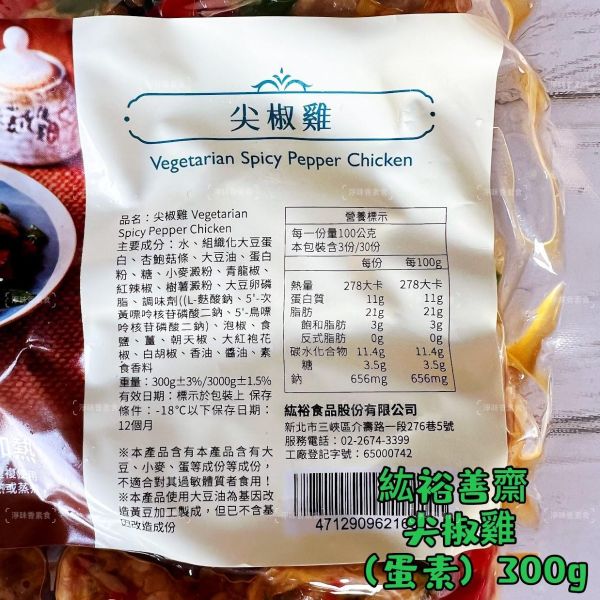 尖椒雞
Vegetarian Spicy Pepper Chicken
品名：尖椒雞 Vegetarian
Spicy Pepper Chicken
主要成分：水、組織化大豆蛋
白、杏鮑菇條、大豆油、蛋白
粉、糖、小麥澱粉、青龍椒、
紅辣椒、樹薯澱粉、大豆卵磷
脂、調味劑((L-麩酸鈉、5'-次
黃嘌呤核苷磷酸二鈉、5'-鳥嘌
呤核苷磷酸二鈉)、泡椒、食
鹽、薑、朝天椒、大紅袍花
椒、白胡椒、香油、醬油、素
食香料
重量：300g±3%/3000g±1.5%
有效日期：標示於包裝上 保存
條件：-18℃以下保存日期：
12個月
※本產品含有本產品含有大
豆、小麥、蛋等成份等成份，
不適合對其過敏體質者食用！
※本產品使用大豆油為基因改
造黃豆加工製成，但已不含基
因改造成份
營養標示
每一份量100公克
本包裝含3份/30份
每份 每100g
熱量 278大卡 278大卡
蛋白質 11g 11g
脂肪 21g 21g
飽和脂肪 3g 3g
反式脂肪 0g 0g
碳水化合物 11.4g 11.4g
糖 3.5g 3.5g
鈉 656mg 656mg
紘裕食品股份有限公司
新北市三峽區介壽路一段276巷5號
服務電話：02-2674-3399
工廠登記字號：65000742
4712909621
紘裕善齋
尖椒雞
（蛋素）300g
淨味香素食